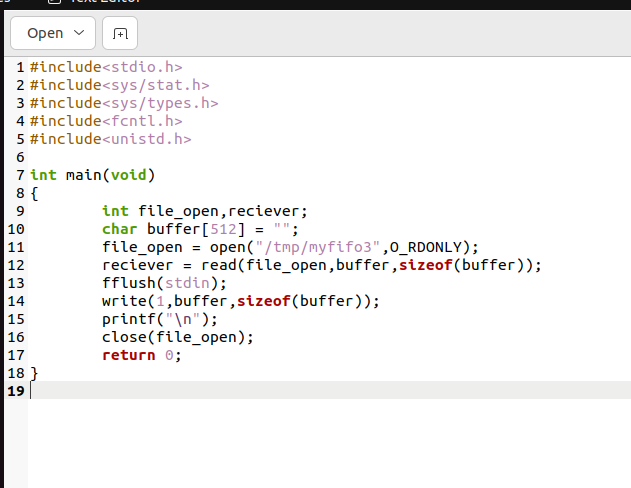 Text Editor
Open
1 #include<stdio.h>
2 #include<sys/stat.h>
3 #include<sys/types.h>
4 #include<fcntl.h>
5 #include<unistd.h>
6
7 int main(void)
8 {
9         int file_open,reciever;
10         char buffer[512] = "";
11         file_open = open("/tmp/myfifo3",O_RDONLY);
12         reciever = read(file_open,buffer,sizeof(buffer));
13         fflush(stdin);
14         write(1,buffer,sizeof(buffer));
15         printf("\n");
16         close(file_open);
17         return 0;
18 }
19